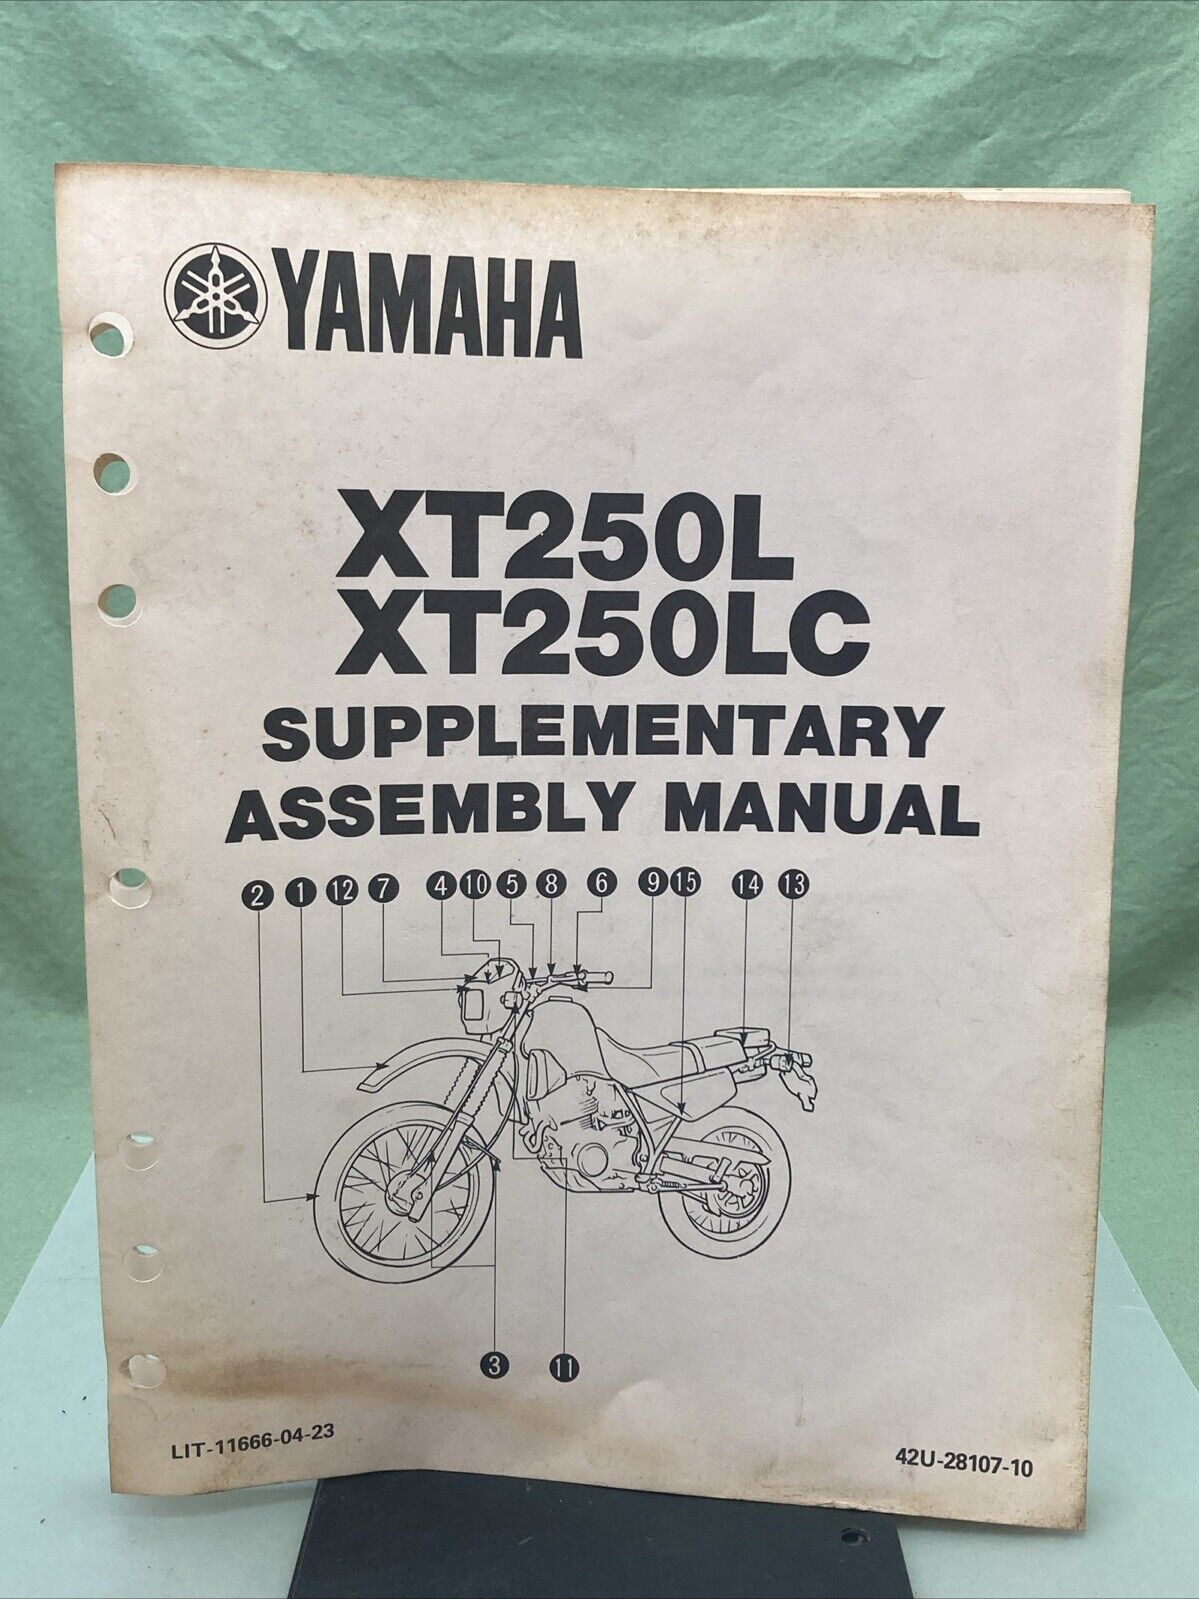 YAMAHA
XT250L
XT250LC
SUPPLEMENTARY
ASSEMBLY MANUAL
2 1 12 7 4 10 5 8 6 9 15 14 13
3 11
LIT-11666-04-23
42U-28107-10